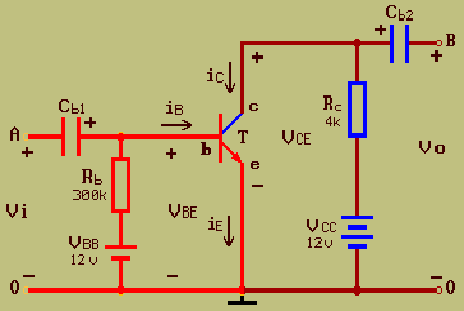 Cb2
+ B
+ +
iC
c
Cb1 iB Rc
+ 4k
A T VCE Vo
b
+ + e
Rb
300k −
Vi VBE iE VCC
VBB 12v
12v
− − −
0 0